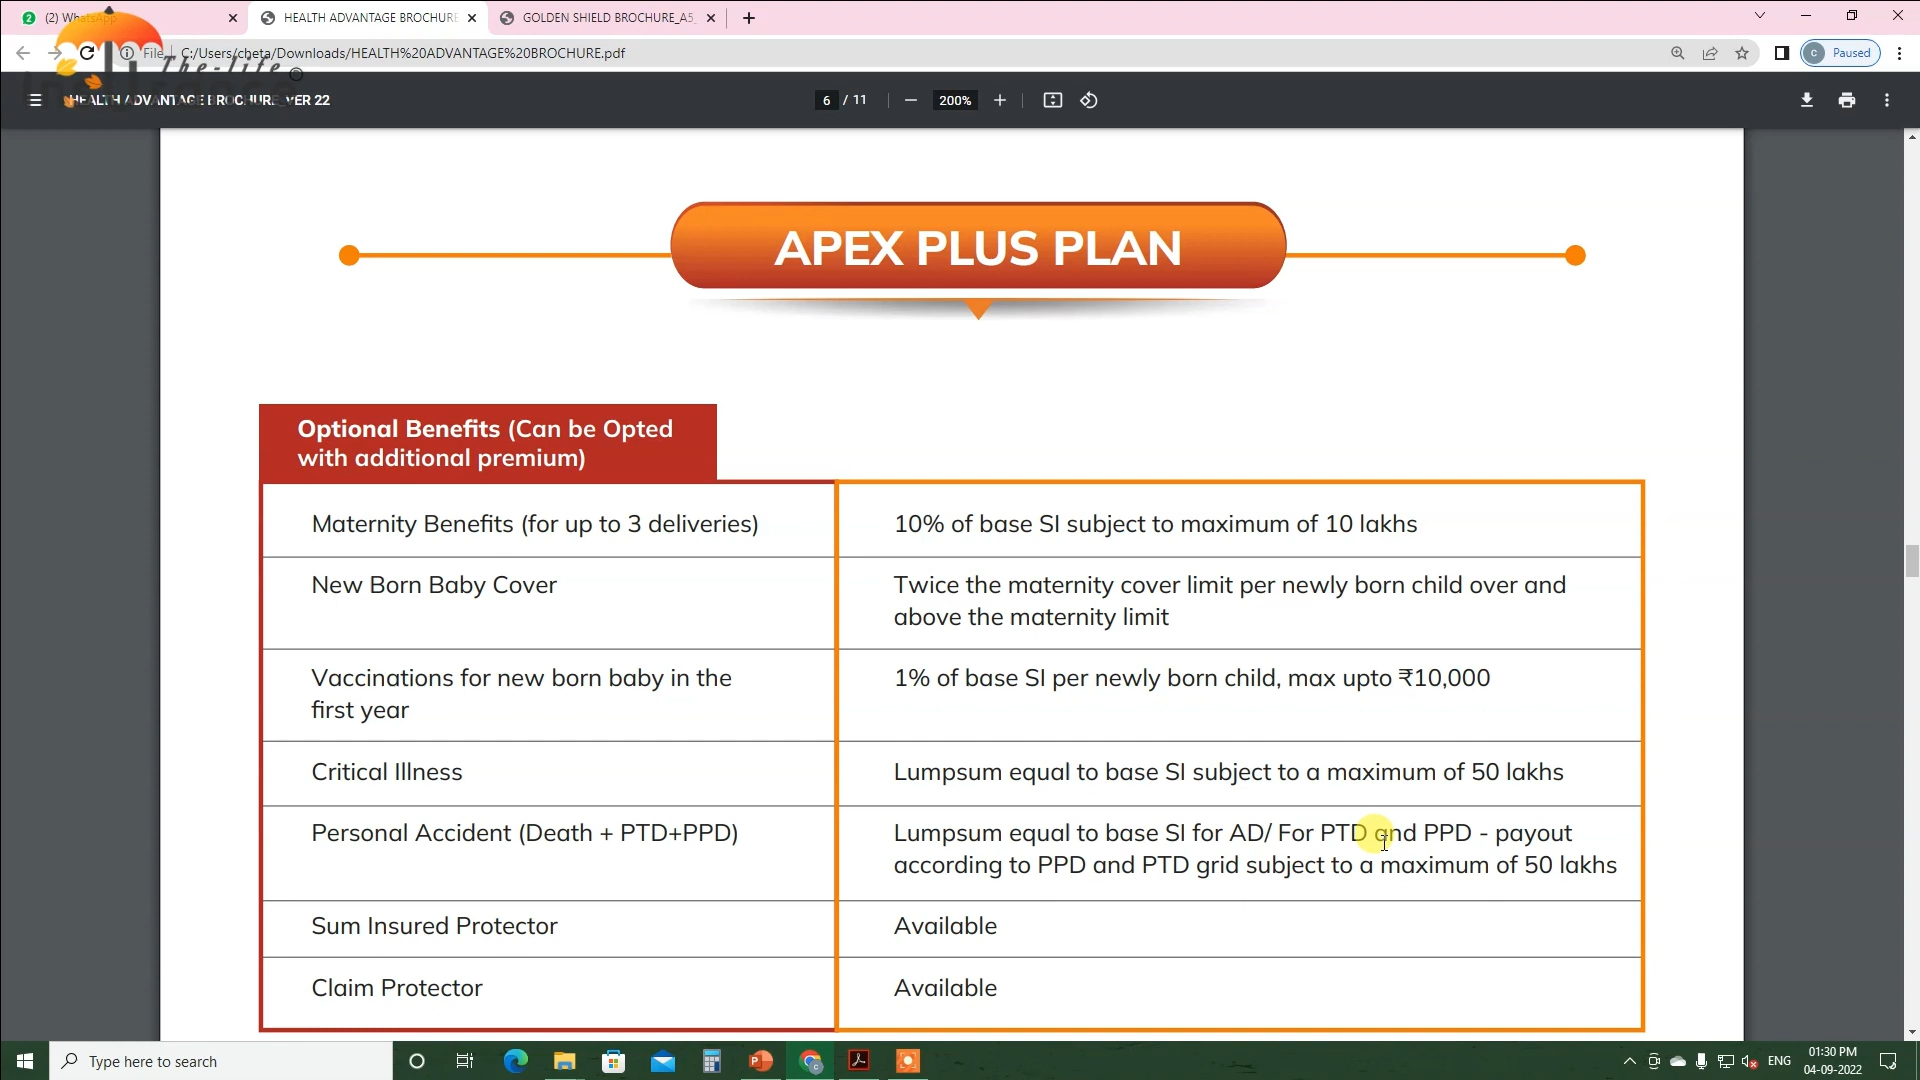 (2) WhatsApp
HEALTH ADVANTAGE BROCHURE
GOLDEN SHIELD BROCHURE_A5_
File
C:/Users/cheta/Downloads/HEALTH%20ADVANTAGE%20BROCHURE.pdf
Paused
The-life
HEALTH ADVANTAGE BROCHURE_VER 22
6 / 11
200%
APEX PLUS PLAN
Optional Benefits (Can be Opted
with additional premium)
Maternity Benefits (for up to 3 deliveries)
10% of base SI subject to maximum of 10 lakhs
New Born Baby Cover
Twice the maternity cover limit per newly born child over and
above the maternity limit
Vaccinations for new born baby in the
first year
1% of base SI per newly born child, max upto ₹10,000
Critical Illness
Lumpsum equal to base SI subject to a maximum of 50 lakhs
Personal Accident (Death + PTD+PPD)
Lumpsum equal to base SI for AD/ For PTD and PPD - payout
according to PPD and PTD grid subject to a maximum of 50 lakhs
Sum Insured Protector
Available
Claim Protector
Available
Type here to search
ENG
01:30 PM
04-09-2022